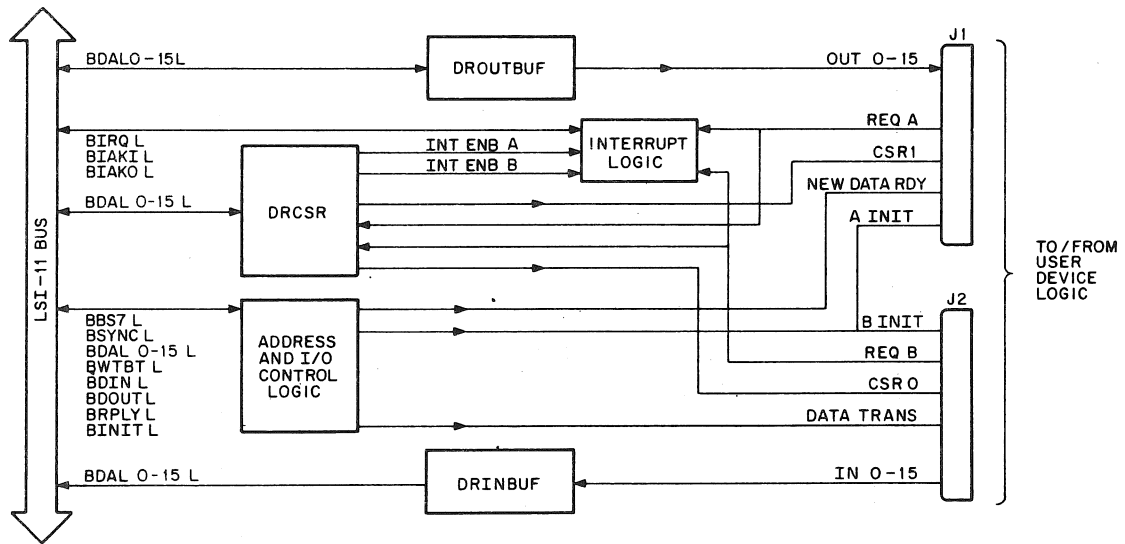 J1
BDAL0-15L
DROUTBUF
OUT 0-15
BIRQ L
BIAKI L
BIAKO L
INT ENB A
INT ENB B
INTERRUPT
LOGIC
REQ A
CSR1
NEW DATA RDY
A INIT
BDAL 0-15 L
DRCSR
LSI-11 BUS
TO/FROM
USER
DEVICE
LOGIC
J2
BBS7 L
BSYNC L
BDAL 0-15 L
BWTBT L
BDIN L
BDOUT L
BRPLY L
BINIT L
ADDRESS
AND I/O
CONTROL
LOGIC
B INIT
REQ B
CSR0
DATA TRANS
BDAL 0-15 L
DRINBUF
IN 0-15